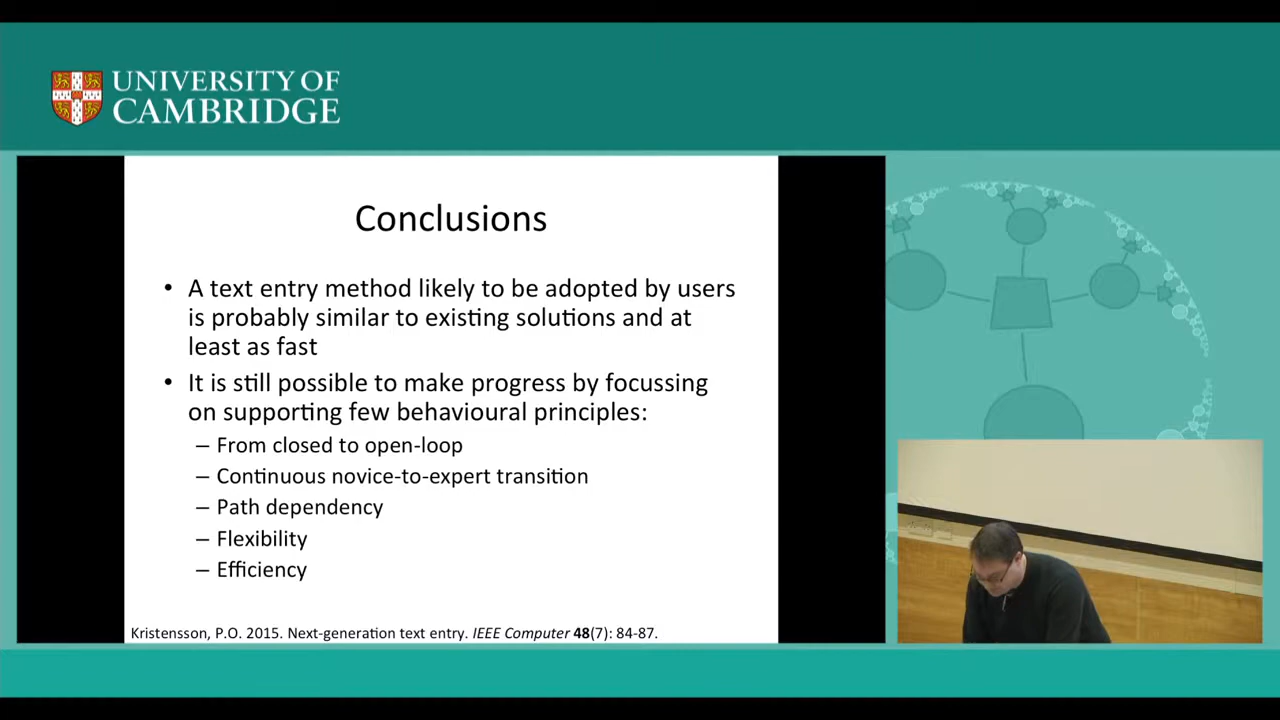 UNIVERSITY OF
CAMBRIDGE
Conclusions
• A text entry method likely to be adopted by users
is probably similar to existing solutions and at
least as fast
• It is still possible to make progress by focussing
on supporting few behavioural principles:
– From closed to open-loop
– Continuous novice-to-expert transition
– Path dependency
– Flexibility
– Efficiency
Kristensson, P.O. 2015. Next-generation text entry. IEEE Computer 48(7): 84-87.